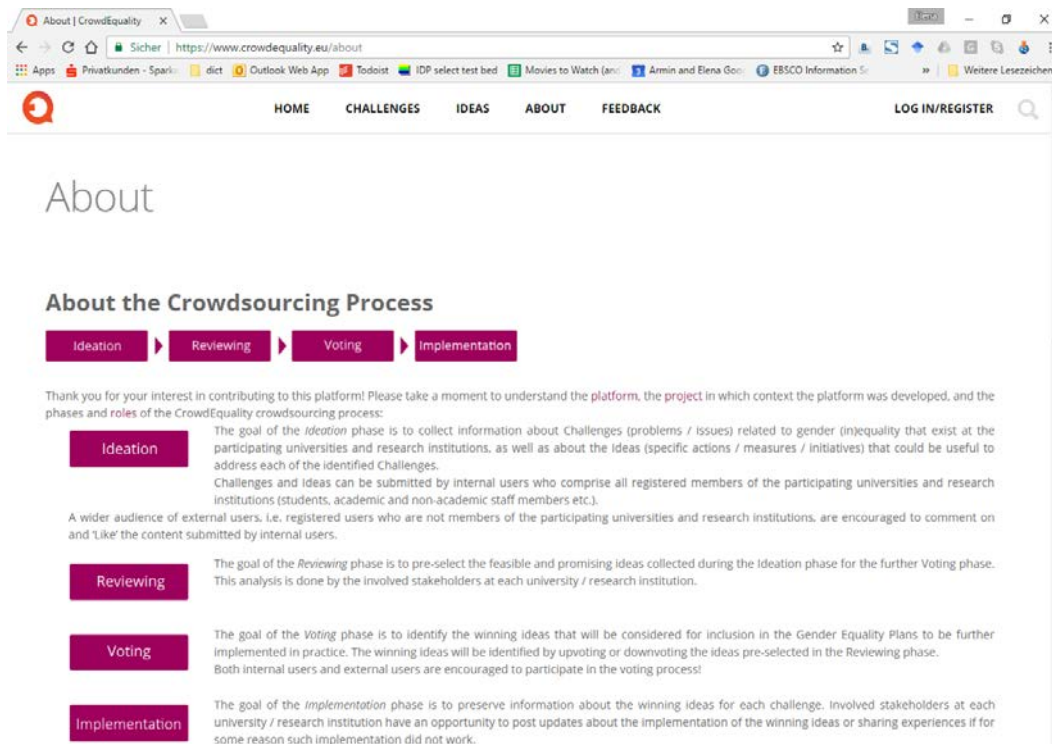 About | CrowdEquality
Elena
Sicher | https://www.crowdequality.eu/about
Apps Privatkunden - Spark dict Outlook Web App Todoist IDP select test bed Movies to Watch (and Armin and Elena Goo EBSCO Information Se » Weitere Lesezeichen
HOME CHALLENGES IDEAS ABOUT FEEDBACK LOG IN/REGISTER
About
About the Crowdsourcing Process
Ideation Reviewing Voting Implementation
Thank you for your interest in contributing to this platform! Please take a moment to understand the platform, the project in which context the platform was developed, and the
phases and roles of the CrowdEquality crowdsourcing process:
Ideation
The goal of the Ideation phase is to collect information about Challenges (problems / issues) related to gender (in)equality that exist at the
participating universities and research institutions, as well as about the Ideas (specific actions / measures / initiatives) that could be useful to
address each of the identified Challenges.
Challenges and Ideas can be submitted by internal users who comprise all registered members of the participating universities and research
institutions (students, academic and non-academic staff members etc.).
A wider audience of external users, i.e. registered users who are not members of the participating universities and research institutions, are encouraged to comment on
and 'Like' the content submitted by internal users.
Reviewing
The goal of the Reviewing phase is to pre-select the feasible and promising ideas collected during the Ideation phase for the further Voting phase.
This analysis is done by the involved stakeholders at each university / research institution.
Voting
The goal of the Voting phase is to identify the winning ideas that will be considered for inclusion in the Gender Equality Plans to be further
implemented in practice. The winning ideas will be identified by upvoting or downvoting the ideas pre-selected in the Reviewing phase.
Both internal users and external users are encouraged to participate in the voting process!
Implementation
The goal of the Implementation phase is to preserve information about the winning ideas for each challenge. Involved stakeholders at each
university / research institution have an opportunity to post updates about the implementation of the winning ideas or sharing experiences if for
some reason such implementation did not work.